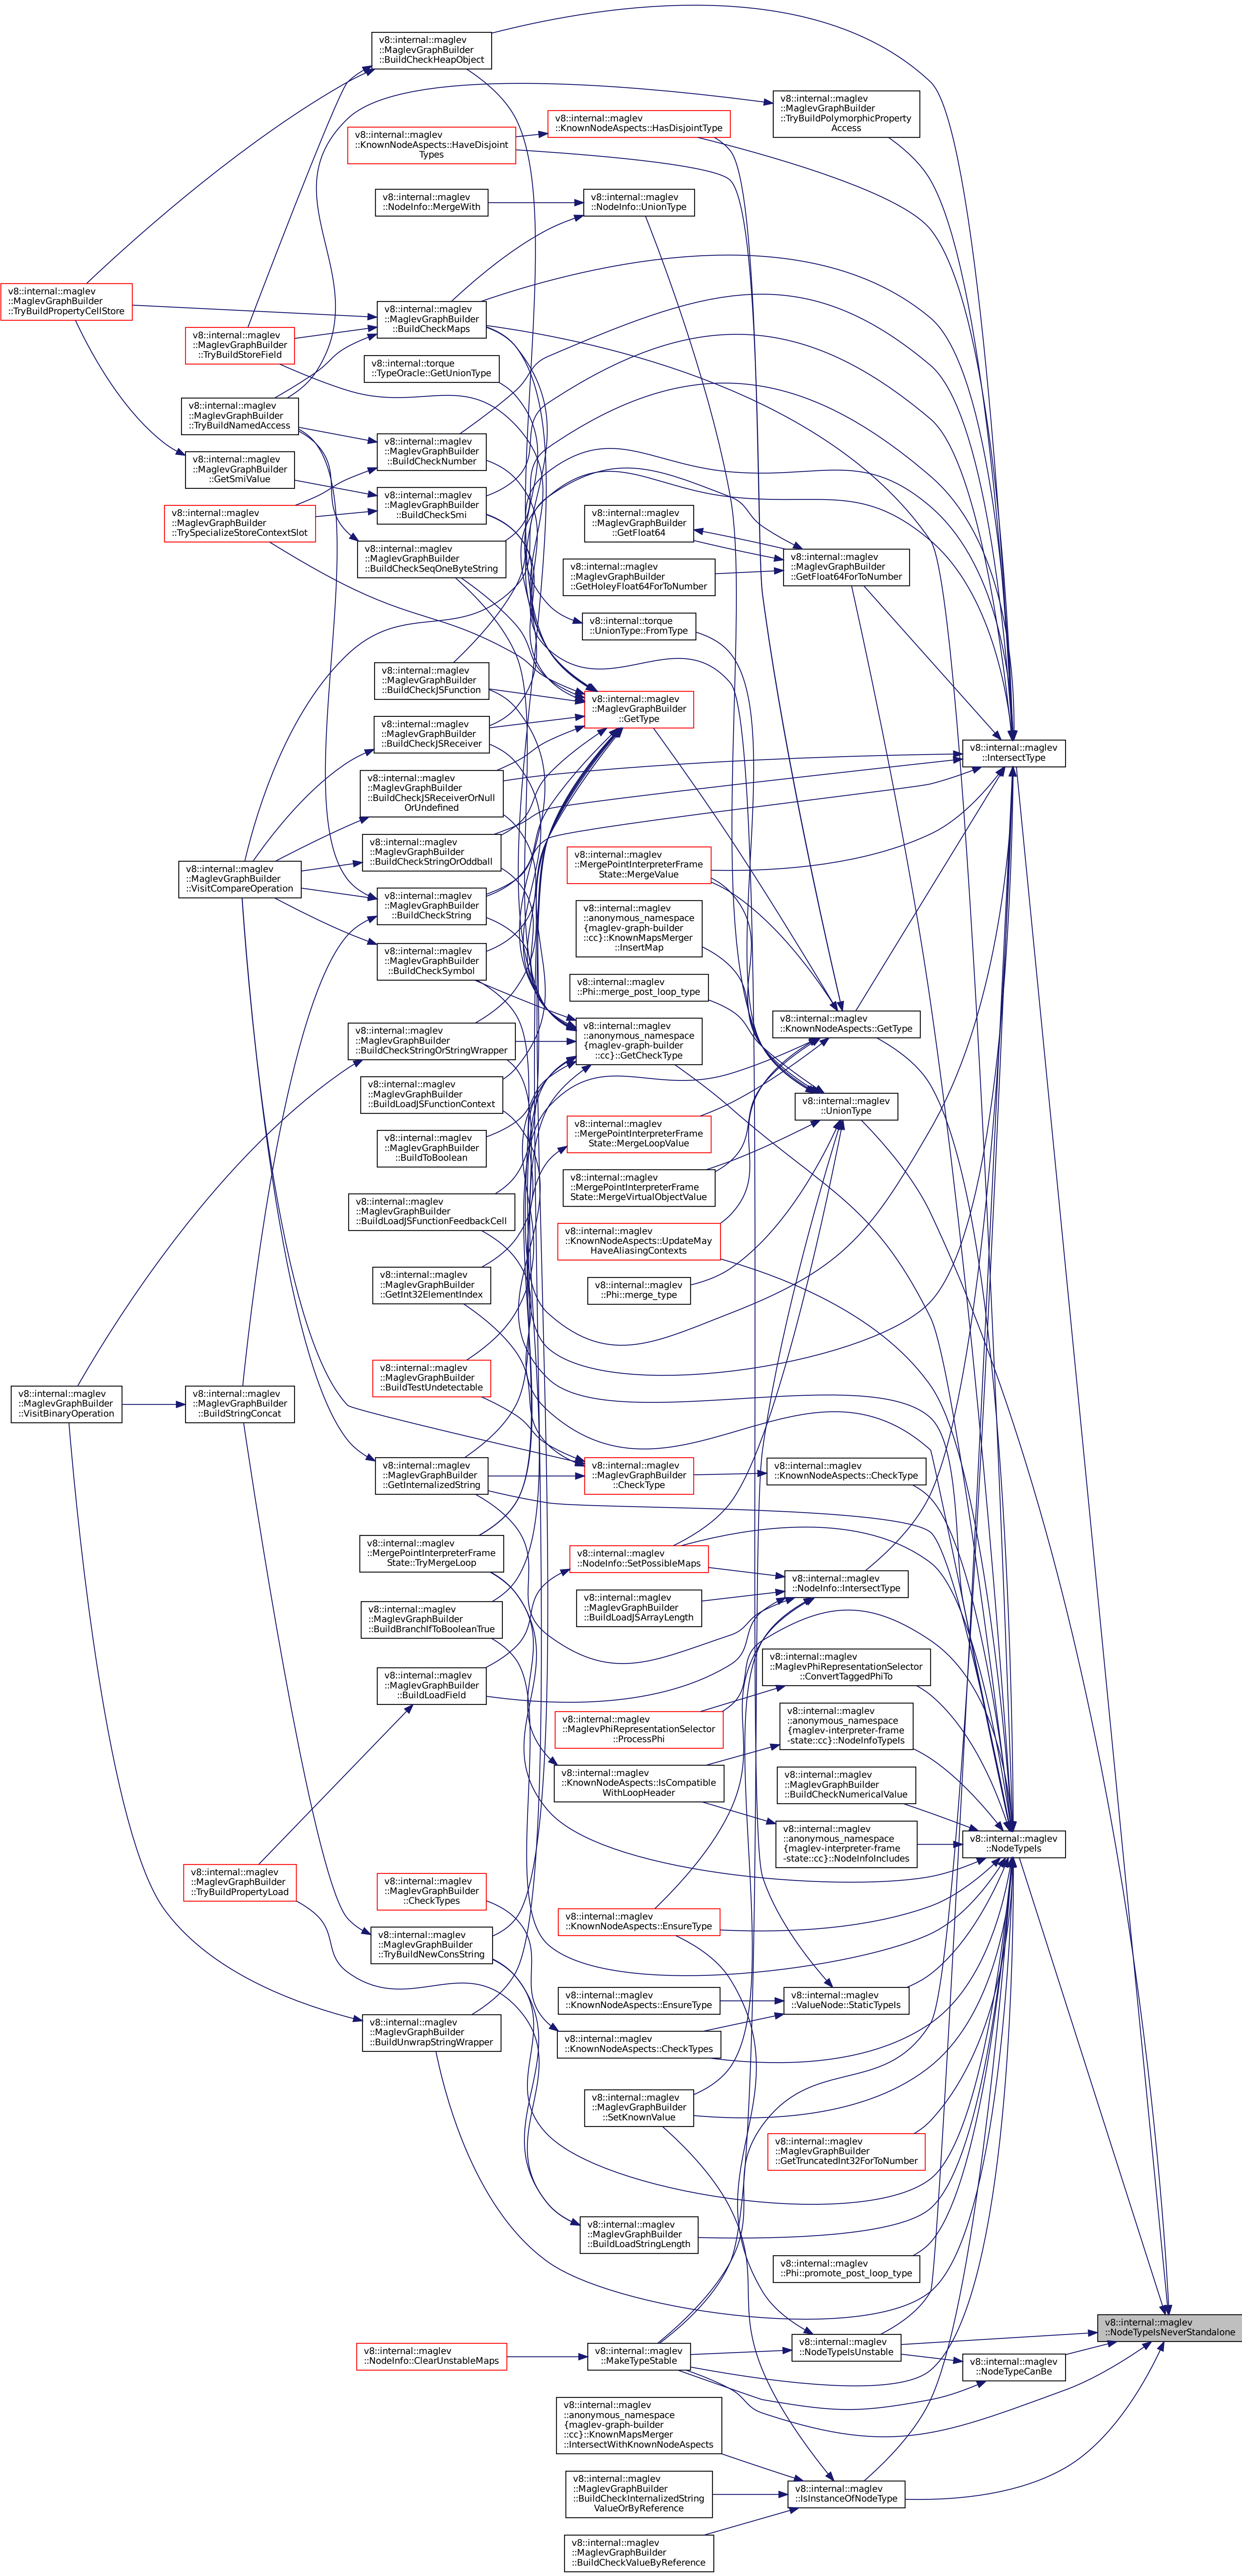 v8::internal::maglev
::MaglevGraphBuilder
::BuildCheckHeapObject
v8::internal::maglev
::MaglevGraphBuilder
::TryBuildPolymorphicProperty
Access
v8::internal::maglev
::KnownNodeAspects::HasDisjointType
v8::internal::maglev
::KnownNodeAspects::HaveDisjoint
Types
v8::internal::maglev
::NodeInfo::MergeWith
v8::internal::maglev
::NodeInfo::UnionType
v8::internal::maglev
::MaglevGraphBuilder
::TryBuildPropertyCellStore
v8::internal::maglev
::MaglevGraphBuilder
::BuildCheckMaps
v8::internal::maglev
::MaglevGraphBuilder
::TryBuildStoreField
v8::internal::torque
::TypeOracle::GetUnionType
v8::internal::maglev
::MaglevGraphBuilder
::TryBuildNamedAccess
v8::internal::maglev
::MaglevGraphBuilder
::BuildCheckNumber
v8::internal::maglev
::MaglevGraphBuilder
::GetSmiValue
v8::internal::maglev
::MaglevGraphBuilder
::BuildCheckSmi
v8::internal::maglev
::MaglevGraphBuilder
::TrySpecializeStoreContextSlot
v8::internal::maglev
::MaglevGraphBuilder
::GetFloat64
v8::internal::maglev
::MaglevGraphBuilder
::BuildCheckSeqOneByteString
v8::internal::maglev
::MaglevGraphBuilder
::GetFloat64ForToNumber
v8::internal::maglev
::MaglevGraphBuilder
::GetHoleyFloat64ForToNumber
v8::internal::torque
::UnionType::FromType
v8::internal::maglev
::MaglevGraphBuilder
::BuildCheckJSFunction
v8::internal::maglev
::MaglevGraphBuilder
::GetType
v8::internal::maglev
::MaglevGraphBuilder
::BuildCheckJSReceiver
v8::internal::maglev
::IntersectType
v8::internal::maglev
::MaglevGraphBuilder
::BuildCheckJSReceiverOrNull
OrUndefined
v8::internal::maglev
::MaglevGraphBuilder
::BuildCheckStringOrOddball
v8::internal::maglev
::MergePointInterpreterFrame
State::MergeValue
v8::internal::maglev
::MaglevGraphBuilder
::VisitCompareOperation
v8::internal::maglev
::MaglevGraphBuilder
::BuildCheckString
v8::internal::maglev
::anonymous_namespace
{maglev-graph-builder
::cc}::KnownMapsMerger
::InsertMap
v8::internal::maglev
::MaglevGraphBuilder
::BuildCheckSymbol
v8::internal::maglev
::Phi::merge_post_loop_type
v8::internal::maglev
::KnownNodeAspects::GetType
v8::internal::maglev
::MaglevGraphBuilder
::BuildCheckStringOrStringWrapper
v8::internal::maglev
::anonymous_namespace
{maglev-graph-builder
::cc}::GetCheckType
v8::internal::maglev
::MaglevGraphBuilder
::BuildLoadJSFunctionContext
v8::internal::maglev
::UnionType
v8::internal::maglev
::MaglevGraphBuilder
::BuildToBoolean
v8::internal::maglev
::MergePointInterpreterFrame
State::MergeLoopValue
v8::internal::maglev
::MergePointInterpreterFrame
State::MergeVirtualObjectValue
v8::internal::maglev
::MaglevGraphBuilder
::BuildLoadJSFunctionFeedbackCell
v8::internal::maglev
::KnownNodeAspects::UpdateMay
HaveAliasingContexts
v8::internal::maglev
::MaglevGraphBuilder
::GetInt32ElementIndex
v8::internal::maglev
::Phi::merge_type
v8::internal::maglev
::MaglevGraphBuilder
::BuildTestUndetectable
v8::internal::maglev
::MaglevGraphBuilder
::VisitBinaryOperation
v8::internal::maglev
::MaglevGraphBuilder
::BuildStringConcat
v8::internal::maglev
::MaglevGraphBuilder
::GetInternalizedString
v8::internal::maglev
::MaglevGraphBuilder
::CheckType
v8::internal::maglev
::KnownNodeAspects::CheckType
v8::internal::maglev
::MergePointInterpreterFrame
State::TryMergeLoop
v8::internal::maglev
::NodeInfo::SetPossibleMaps
v8::internal::maglev
::NodeInfo::IntersectType
v8::internal::maglev
::MaglevGraphBuilder
::BuildLoadJSArrayLength
v8::internal::maglev
::MaglevGraphBuilder
::BuildBranchIfToBooleanTrue
v8::internal::maglev
::MaglevPhiRepresentationSelector
::ConvertTaggedPhiTo
v8::internal::maglev
::MaglevGraphBuilder
::BuildLoadField
v8::internal::maglev
::MaglevPhiRepresentationSelector
::ProcessPhi
v8::internal::maglev
::anonymous_namespace
{maglev-interpreter-frame
-state::cc}::NodeInfoTypeIs
v8::internal::maglev
::KnownNodeAspects::IsCompatible
WithLoopHeader
v8::internal::maglev
::MaglevGraphBuilder
::BuildCheckNumericalValue
v8::internal::maglev
::anonymous_namespace
{maglev-interpreter-frame
-state::cc}::NodeInfoIncludes
v8::internal::maglev
::NodeTypeIs
v8::internal::maglev
::MaglevGraphBuilder
::TryBuildPropertyLoad
v8::internal::maglev
::MaglevGraphBuilder
::CheckTypes
v8::internal::maglev
::KnownNodeAspects::EnsureType
v8::internal::maglev
::MaglevGraphBuilder
::TryBuildNewConsString
v8::internal::maglev
::KnownNodeAspects::EnsureType
v8::internal::maglev
::ValueNode::StaticTypeIs
v8::internal::maglev
::MaglevGraphBuilder
::BuildUnwrapStringWrapper
v8::internal::maglev
::KnownNodeAspects::CheckTypes
v8::internal::maglev
::MaglevGraphBuilder
::SetKnownValue
v8::internal::maglev
::MaglevGraphBuilder
::GetTruncatedInt32ForToNumber
v8::internal::maglev
::MaglevGraphBuilder
::BuildLoadStringLength
v8::internal::maglev
::Phi::promote_post_loop_type
v8::internal::maglev
::NodeTypeIsNeverStandalone
v8::internal::maglev
::NodeInfo::ClearUnstableMaps
v8::internal::maglev
::MakeTypeStable
v8::internal::maglev
::NodeTypeIsUnstable
v8::internal::maglev
::NodeTypeCanBe
v8::internal::maglev
::anonymous_namespace
{maglev-graph-builder
::cc}::KnownMapsMerger
::IntersectWithKnownNodeAspects
v8::internal::maglev
::MaglevGraphBuilder
::BuildCheckInternalizedString
ValueOrByReference
v8::internal::maglev
::IsInstanceOfNodeType
v8::internal::maglev
::MaglevGraphBuilder
::BuildCheckValueByReference